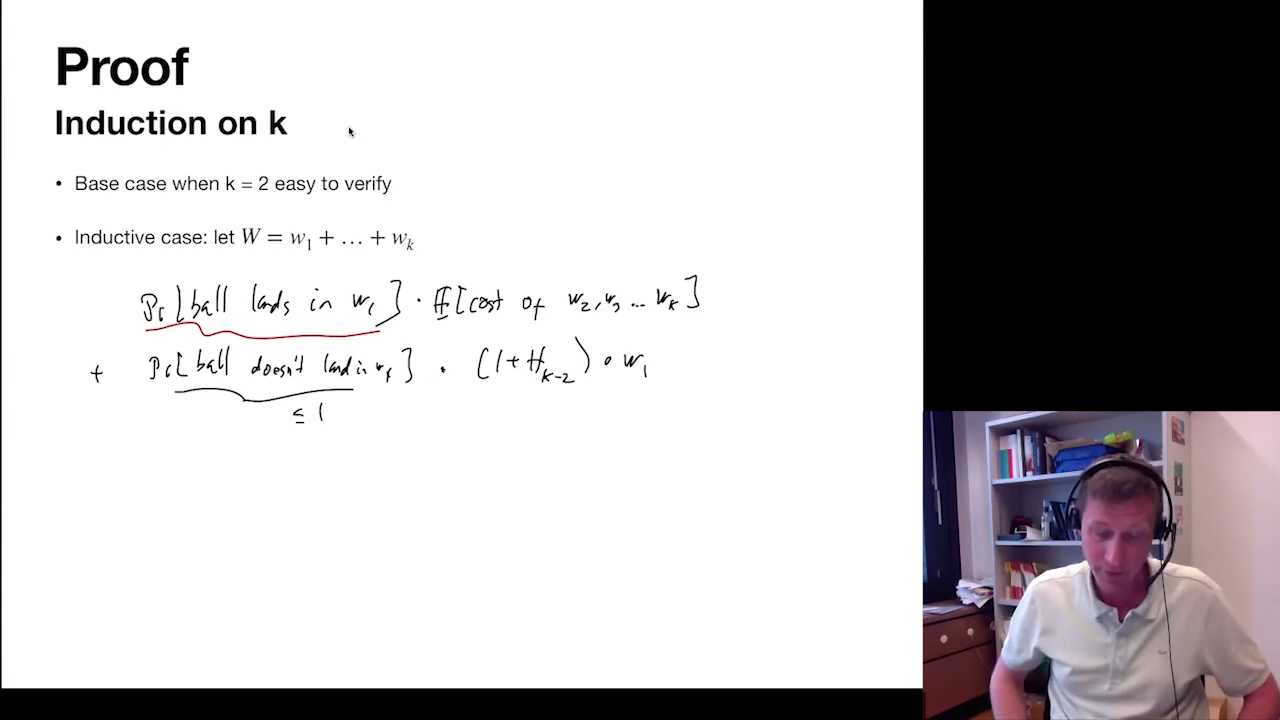 Proof
Induction on k
• Base case when k = 2 easy to verify
• Inductive case: let W = w₁ + … + wₖ
Pr[ball lands in w₁] · E[cost of w₂, w₃ ... wₖ]
+ Pr[ball doesn't land in w₁] · (1 + Hₖ₋₂) · w₁
≤ 1